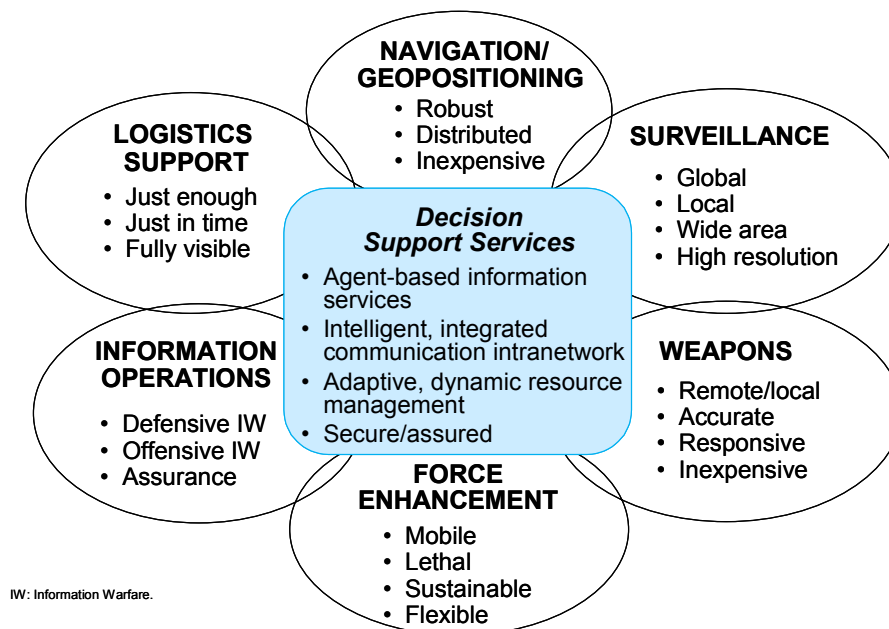 NAVIGATION/
GEOPOSITIONING
• Robust
• Distributed
• Inexpensive
LOGISTICS
SUPPORT
• Just enough
• Just in time
• Fully visible
SURVEILLANCE
• Global
• Local
• Wide area
• High resolution
Decision
Support Services
• Agent-based information
services
• Intelligent, integrated
communication intranetwork
• Adaptive, dynamic resource
management
• Secure/assured
INFORMATION
OPERATIONS
• Defensive IW
• Offensive IW
• Assurance
WEAPONS
• Remote/local
• Accurate
• Responsive
• Inexpensive
FORCE
ENHANCEMENT
• Mobile
• Lethal
• Sustainable
• Flexible
IW: Information Warfare.